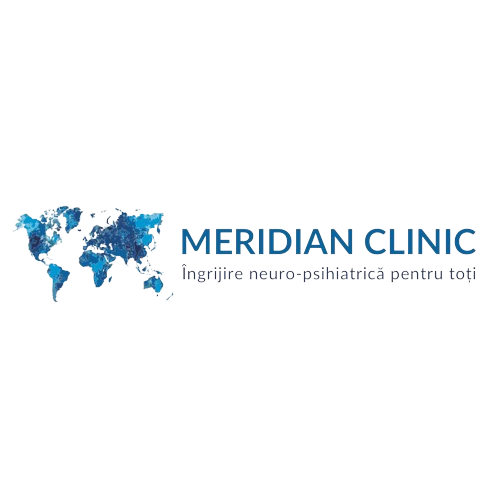 MERIDIAN CLINIC
Îngrijire neuro-psihiatrică pentru toți